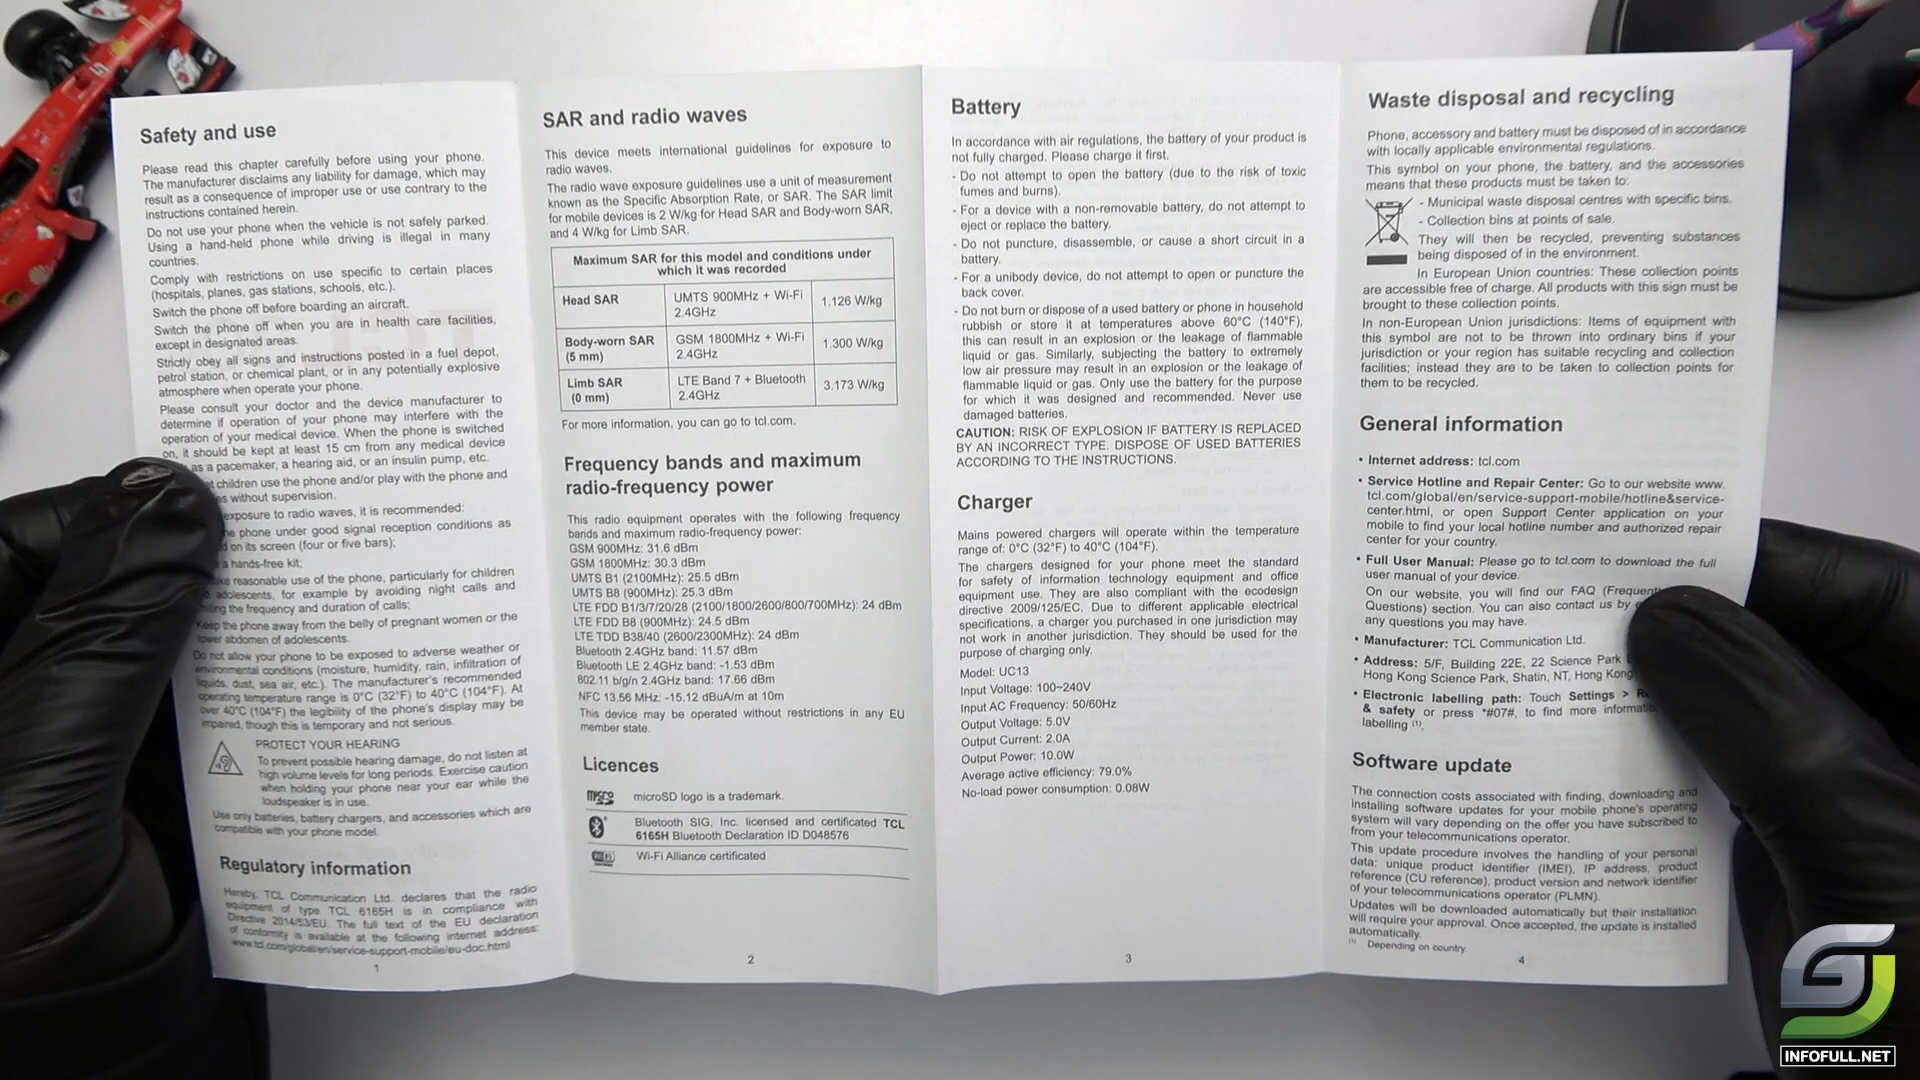 Safety and use
Please read this chapter carefully before using your phone.
The manufacturer disclaims any liability for damage, which may
result as a consequence of improper use or use contrary to the
instructions contained herein.
Do not use your phone when the vehicle is not safely parked.
Using a hand-held phone while driving is illegal in many
countries.
Comply with restrictions on use specific to certain places
(hospitals, planes, gas stations, schools, etc.).
Switch the phone off before boarding an aircraft.
Switch the phone off when you are in health care facilities,
except in designated areas.
Strictly obey all signs and instructions posted in a fuel depot,
petrol station, or chemical plant, or in any potentially explosive
atmosphere when operate your phone.
Please consult your doctor and the device manufacturer to
determine if operation of your phone may interfere with the
operation of your medical device. When the phone is switched
on, it should be kept at least 15 cm from any medical device
as a pacemaker, a hearing aid, or an insulin pump, etc.
children use the phone and/or play with the phone and
without supervision.
exposure to radio waves, it is recommended:
phone under good signal reception conditions as
on its screen (four or five bars);
a hands-free kit;
reasonable use of the phone, particularly for children
adolescents, for example by avoiding night calls and
the frequency and duration of calls;
Keep the phone away from the belly of pregnant women or the
lower abdomen of adolescents.
Do not allow your phone to be exposed to adverse weather or
environmental conditions (moisture, humidity, rain, infiltration of
liquids, dust, sea air, etc.). The manufacturer's recommended
operating temperature range is 0°C (32°F) to 40°C (104°F). At
over 40°C (104°F) the legibility of the phone's display may be
impaired, though this is temporary and not serious.
PROTECT YOUR HEARING
To prevent possible hearing damage, do not listen at
high volume levels for long periods. Exercise caution
when holding your phone near your ear while the
loudspeaker is in use.
Use only batteries, battery chargers, and accessories which are
compatible with your phone model.
Regulatory information
Hereby, TCL Communication Ltd. declares that the radio
equipment of type TCL 6165H is in compliance with
Directive 2014/53/EU. The full text of the EU declaration
of conformity is available at the following internet address:
www.tcl.com/global/en/service-support-mobile/eu-doc.html
1
SAR and radio waves
This device meets international guidelines for exposure to
radio waves.
The radio wave exposure guidelines use a unit of measurement
known as the Specific Absorption Rate, or SAR. The SAR limit
for mobile devices is 2 W/kg for Head SAR and Body-worn SAR,
and 4 W/kg for Limb SAR.
Maximum SAR for this model and conditions under
which it was recorded
Head SAR UMTS 900MHz + Wi-Fi 2.4GHz 1.126 W/kg
Body-worn SAR (5 mm) GSM 1800MHz + Wi-Fi 2.4GHz 1.300 W/kg
Limb SAR (0 mm) LTE Band 7 + Bluetooth 2.4GHz 3.173 W/kg
For more information, you can go to tcl.com.
Frequency bands and maximum
radio-frequency power
This radio equipment operates with the following frequency
bands and maximum radio-frequency power:
GSM 900MHz: 31.6 dBm
GSM 1800MHz: 30.3 dBm
UMTS B1 (2100MHz): 25.5 dBm
UMTS B8 (900MHz): 25.3 dBm
LTE FDD B1/3/7/20/28 (2100/1800/2600/800/700MHz): 24 dBm
LTE FDD B8 (900MHz): 24.5 dBm
LTE TDD B38/40 (2600/2300MHz): 24 dBm
Bluetooth 2.4GHz band: 11.57 dBm
Bluetooth LE 2.4GHz band: -1.53 dBm
802.11 b/g/n 2.4GHz band: 17.66 dBm
NFC 13.56 MHz: -15.12 dBuA/m at 10m
This device may be operated without restrictions in any EU
member state.
Licences
micro SD
microSD logo is a trademark.
Bluetooth SIG, Inc. licensed and certificated TCL
6165H Bluetooth Declaration ID D048576
Wi Fi
Wi-Fi Alliance certificated
2
Battery
In accordance with air regulations, the battery of your product is
not fully charged. Please charge it first.
- Do not attempt to open the battery (due to the risk of toxic
fumes and burns).
- For a device with a non-removable battery, do not attempt to
eject or replace the battery.
- Do not puncture, disassemble, or cause a short circuit in a
battery.
- For a unibody device, do not attempt to open or puncture the
back cover.
- Do not burn or dispose of a used battery or phone in household
rubbish or store it at temperatures above 60°C (140°F),
this can result in an explosion or the leakage of flammable
liquid or gas. Similarly, subjecting the battery to extremely
low air pressure may result in an explosion or the leakage of
flammable liquid or gas. Only use the battery for the purpose
for which it was designed and recommended. Never use
damaged batteries.
CAUTION: RISK OF EXPLOSION IF BATTERY IS REPLACED
BY AN INCORRECT TYPE. DISPOSE OF USED BATTERIES
ACCORDING TO THE INSTRUCTIONS.
Charger
Mains powered chargers will operate within the temperature
range of: 0°C (32°F) to 40°C (104°F).
The chargers designed for your phone meet the standard
for safety of information technology equipment and office
equipment use. They are also compliant with the ecodesign
directive 2009/125/EC. Due to different applicable electrical
specifications, a charger you purchased in one jurisdiction may
not work in another jurisdiction. They should be used for the
purpose of charging only.
Model: UC13
Input Voltage: 100~240V
Input AC Frequency: 50/60Hz
Output Voltage: 5.0V
Output Current: 2.0A
Output Power: 10.0W
Average active efficiency: 79.0%
No-load power consumption: 0.08W
3
Waste disposal and recycling
Phone, accessory and battery must be disposed of in accordance
with locally applicable environmental regulations.
This symbol on your phone, the battery, and the accessories
means that these products must be taken to:
- Municipal waste disposal centres with specific bins.
- Collection bins at points of sale.
They will then be recycled, preventing substances
being disposed of in the environment.
In European Union countries: These collection points
are accessible free of charge. All products with this sign must be
brought to these collection points.
In non-European Union jurisdictions: Items of equipment with
this symbol are not to be thrown into ordinary bins if your
jurisdiction or your region has suitable recycling and collection
facilities; instead they are to be taken to collection points for
them to be recycled.
General information
• Internet address: tcl.com
• Service Hotline and Repair Center: Go to our website www.
tcl.com/global/en/service-support-mobile/hotline&service-
center.html, or open Support Center application on your
mobile to find your local hotline number and authorized repair
center for your country.
• Full User Manual: Please go to tcl.com to download the full
user manual of your device.
On our website, you will find our FAQ (Frequen
Questions) section. You can also contact us by
any questions you may have.
• Manufacturer: TCL Communication Ltd.
• Address: 5/F, Building 22E, 22 Science Park
Hong Kong Science Park, Shatin, NT, Hong Kong
• Electronic labelling path: Touch Settings >
& safety or press *#07#, to find more informatio
labelling (1).
Software update
The connection costs associated with finding, downloading and
installing software updates for your mobile phone's operating
system will vary depending on the offer you have subscribed to
from your telecommunications operator.
This update procedure involves the handling of your personal
data: unique product identifier (IMEI), IP address, product
reference (CU reference), product version and network identifier
of your telecommunications operator (PLMN).
Updates will be downloaded automatically but their installation
will require your approval. Once accepted, the update is installed
automatically.
(1) Depending on country.
4
INFOFULL.NET